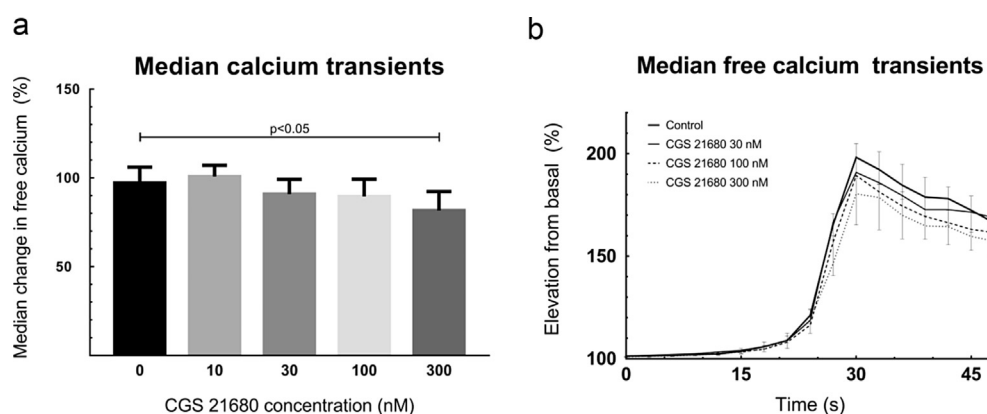 a
Median calcium transients
Median change in free calcium (%)
150
100
50
p<0.05
0 10 30 100 300
CGS 21680 concentration (nM)
b
Median free calcium transients
Elevation from basal (%)
200
150
100
Control
CGS 21680 30 nM
CGS 21680 100 nM
CGS 21680 300 nM
0 15 30 45
Time (s)